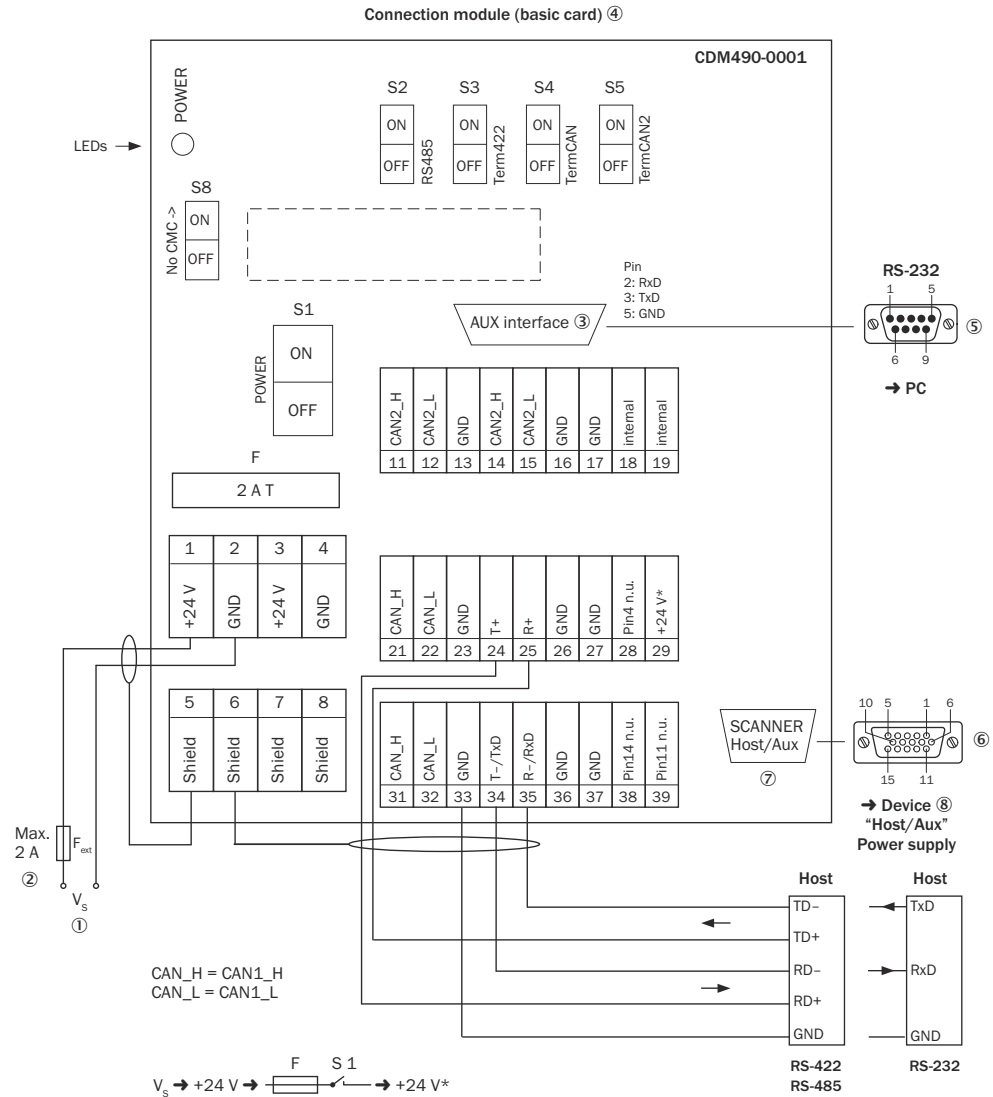 Connection module (basic card) ④
CDM490-0001
LEDs
POWER
S2
ON
OFF
RS485
S3
ON
OFF
Term422
S4
ON
OFF
TermCAN
S5
ON
OFF
TermCAN2
S8
No CMC ->
ON
OFF
S1
POWER
ON
OFF
Pin
2: RxD
3: TxD
5: GND
AUX interface ③
RS-232
1 5
6 9
⑤
➔ PC
F
2 A T
CAN2_H CAN2_L GND CAN2_H CAN2_L GND GND internal internal
11 12 13 14 15 16 17 18 19
1 2 3 4
+24 V GND +24 V GND
CAN_H CAN_L GND T+ R+ GND GND Pin4 n.u. +24 V*
21 22 23 24 25 26 27 28 29
5 6 7 8
Shield Shield Shield Shield
CAN_H CAN_L GND T−/TxD R−/RxD GND GND Pin14 n.u. Pin11 n.u.
31 32 33 34 35 36 37 38 39
SCANNER
Host/Aux
⑦
10 5 1 6
15 11
⑥
➔ Device ⑧
“Host/Aux”
Power supply
Max.
2 A
②
Fext
Vs
①
Host
TD−
TD+
RD−
RD+
GND
RS-422
RS-485
Host
TxD
RxD
GND
RS-232
CAN_H = CAN1_H
CAN_L = CAN1_L
F S 1
Vs ➔ +24 V ➔ ➔ +24 V*